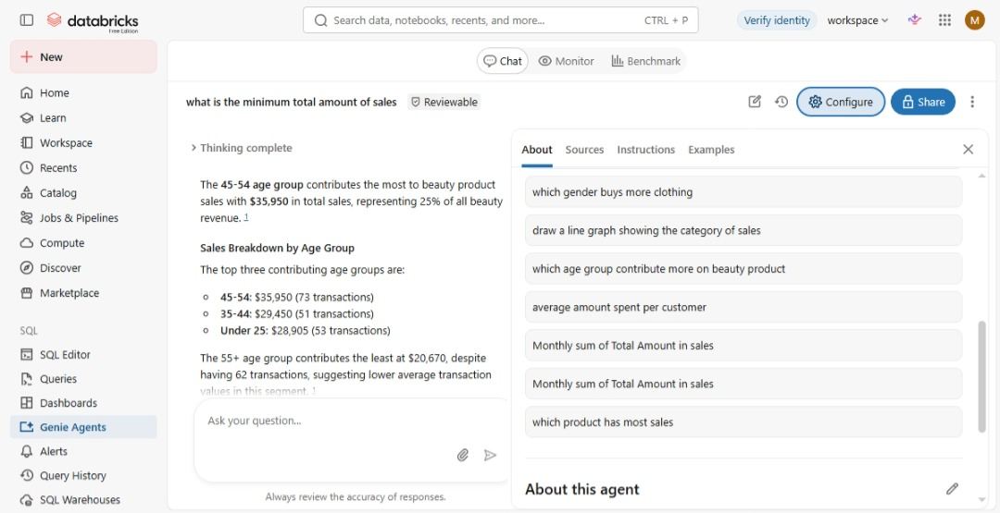 databricks
Free Edition
Search data, notebooks, recents, and more...
CTRL + P
Verify identity
workspace
M
New
Home
Learn
Workspace
Recents
Catalog
Jobs & Pipelines
Compute
Discover
Marketplace
SQL
SQL Editor
Queries
Dashboards
Genie Agents
Alerts
Query History
SQL Warehouses
Chat
Monitor
Benchmark
what is the minimum total amount of sales
Reviewable
Configure
Share
Thinking complete
The 45-54 age group contributes the most to beauty product
sales with $35,950 in total sales, representing 25% of all beauty
revenue. 1
Sales Breakdown by Age Group
The top three contributing age groups are:
45-54: $35,950 (73 transactions)
35-44: $29,450 (51 transactions)
Under 25: $28,905 (53 transactions)
The 55+ age group contributes the least at $20,670, despite
having 62 transactions, suggesting lower average transaction
values in this segment. 1
Ask your question...
Always review the accuracy of responses.
About
Sources
Instructions
Examples
which gender buys more clothing
draw a line graph showing the category of sales
which age group contribute more on beauty product
average amount spent per customer
Monthly sum of Total Amount in sales
Monthly sum of Total Amount in sales
which product has most sales
About this agent